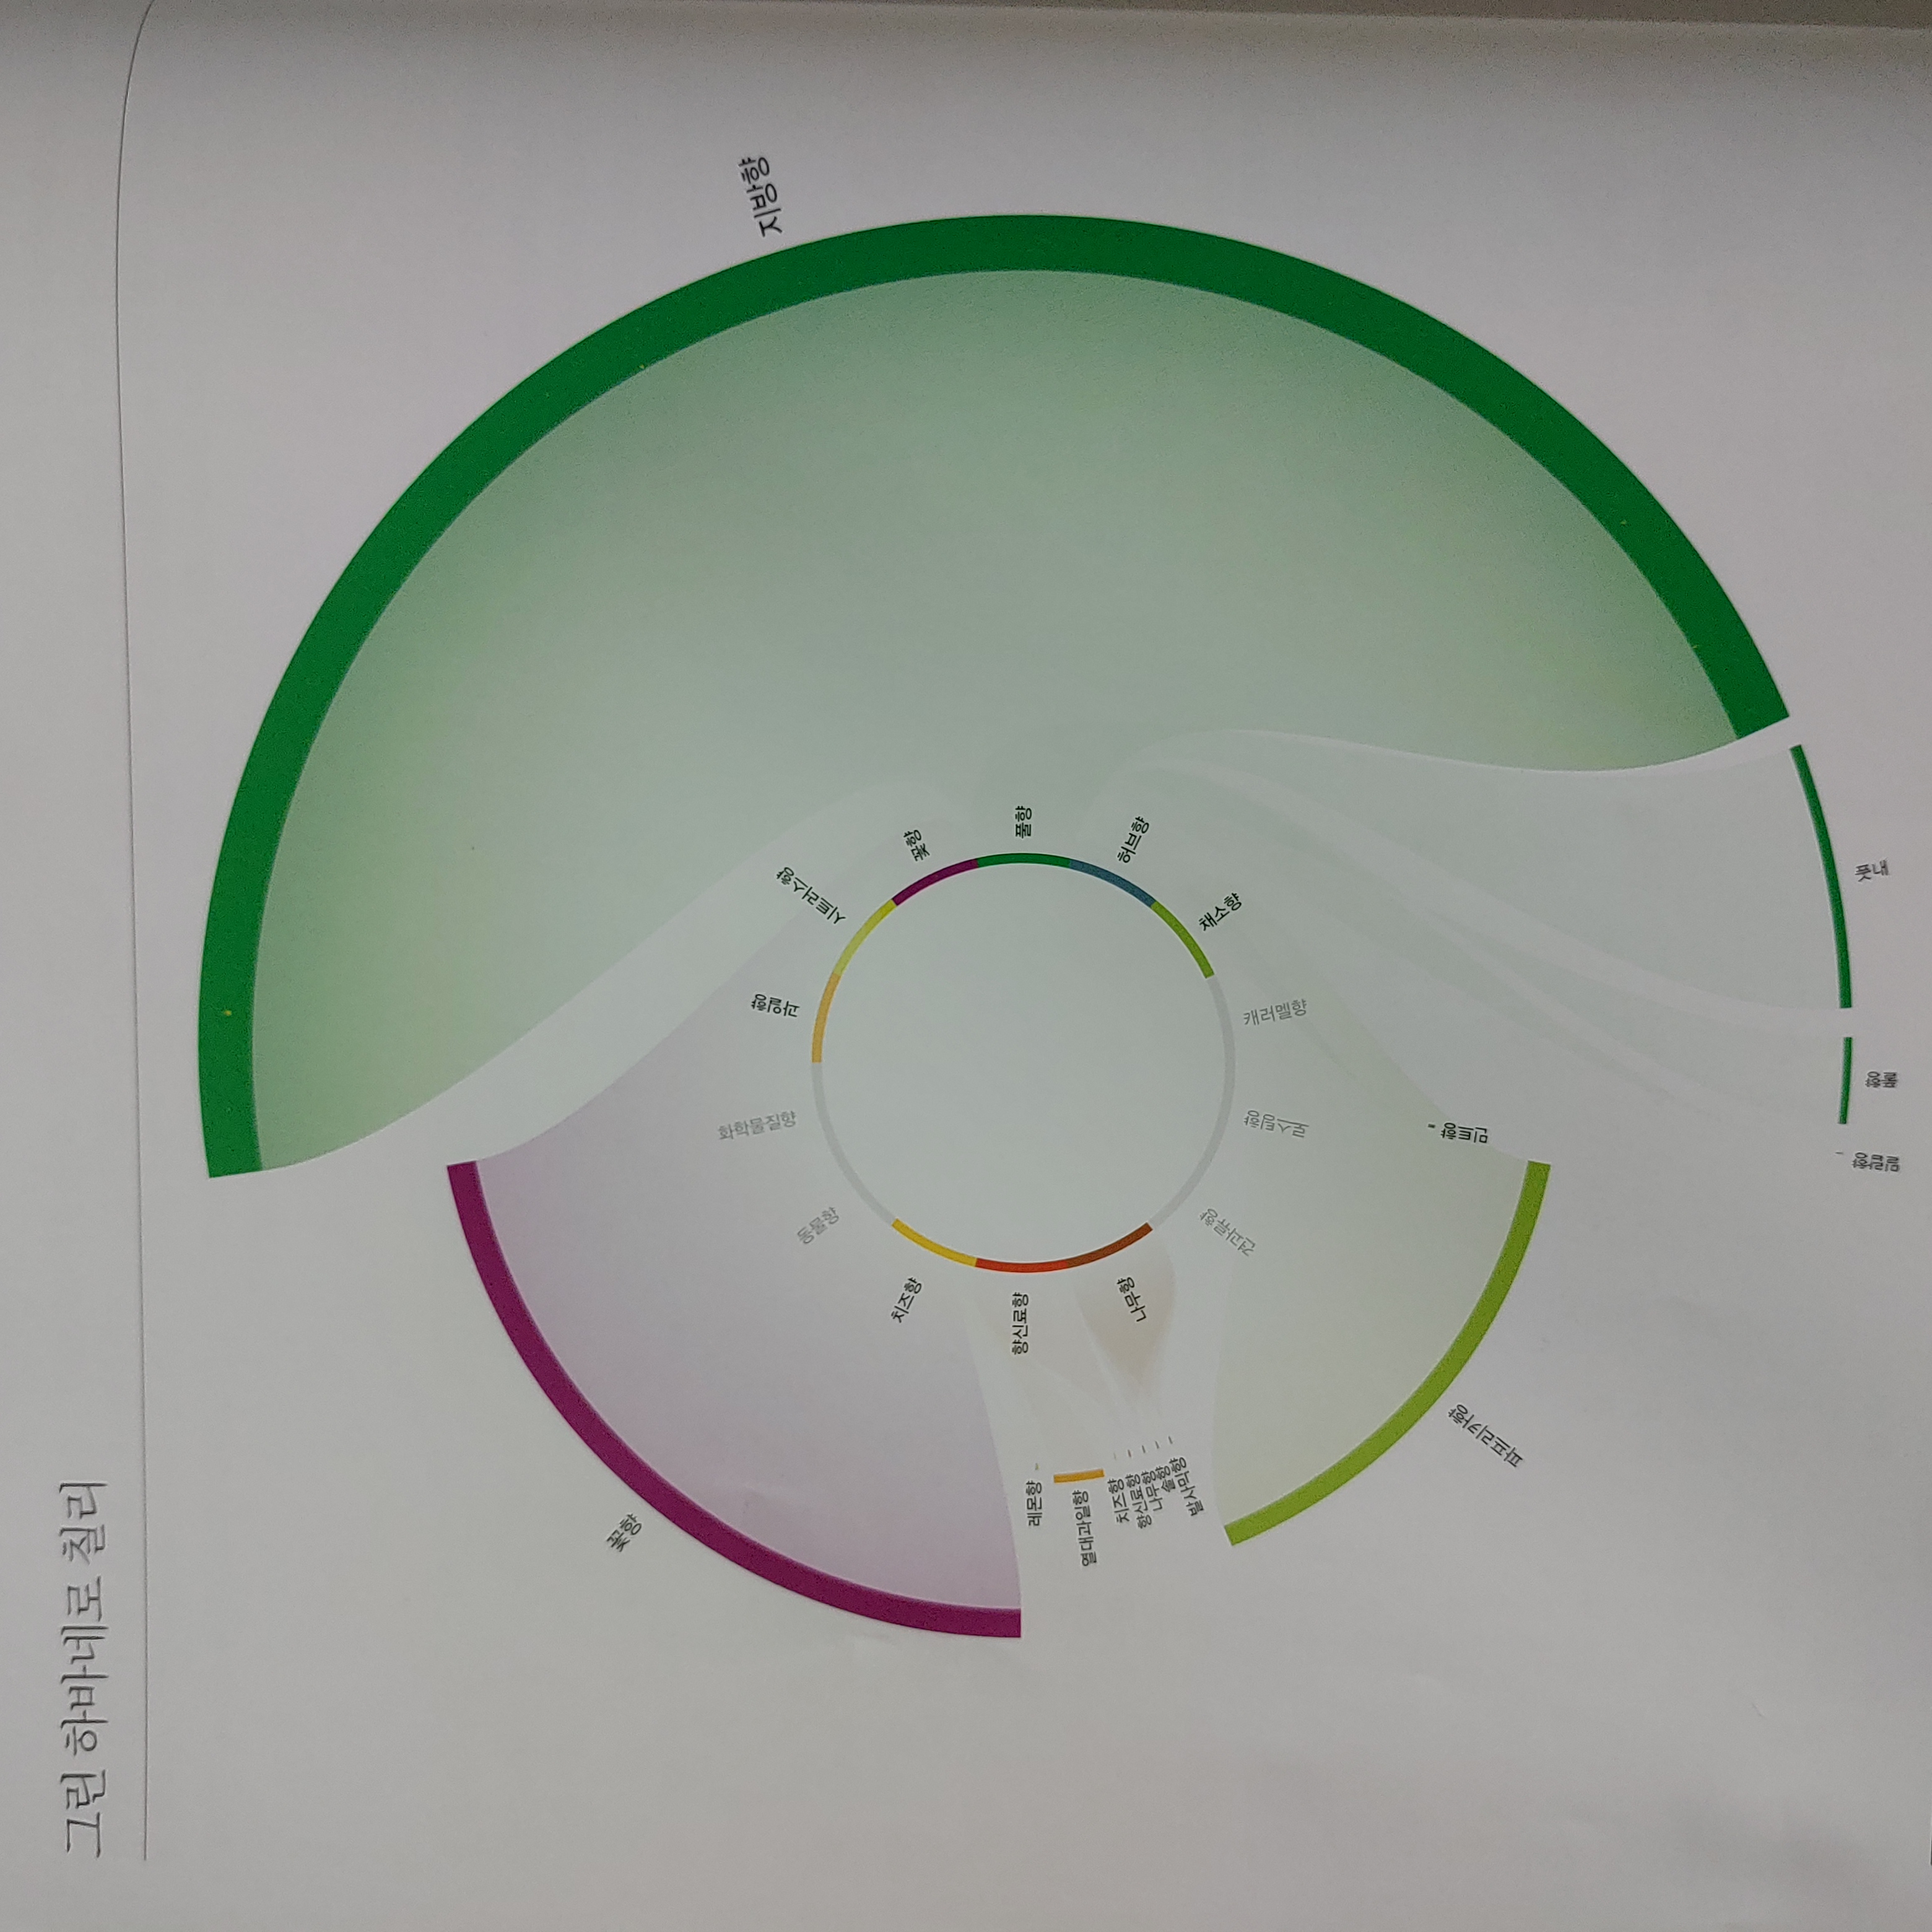 그린 하바네로 칠리
지방향
꽃향
화학물질향
과일향
시트러스향
동물향
치즈향
꽃향
향신료향
풀향
레몬향
열대과일향
치즈향
향신료향
나무향
솔향
발사믹향
나무향
허브향
견과류향
로스팅향
캐러멜향
채소향
파프리카향
민트향
밀랍향
풀향
풋내